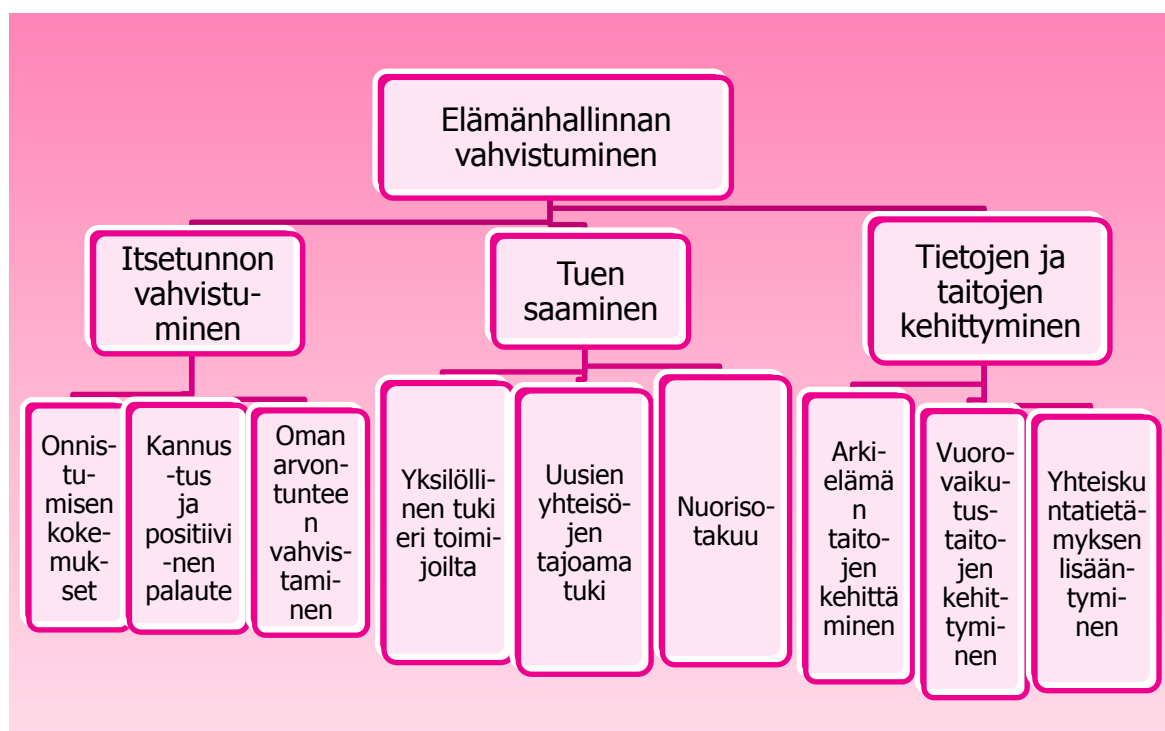 Elämänhallinnan
vahvistuminen
Itsetunnon
vahvistu-
minen
Tuen
saaminen
Tietojen ja
taitojen
kehittyminen
Onnis-
tu-
misen
koke-
muk-
set
Kannus
-tus
ja
positiivi
-nen
palaute
Oman
arvon-
tuntee
n
vahvis-
tami-
nen
Yksilölli-
nen tuki
eri toimi-
joilta
Uusien
yhteisö-
jen
tajoama
tuki
Nuoriso-
takuu
Arki-
elämä
n
taito-
jen
kehittä
minen
Vuoro-
vaiku-
tus-
taito-
jen
kehit-
tymi-
nen
Yhteisku
ntatietä-
myksen
lisään-
tymi-
nen